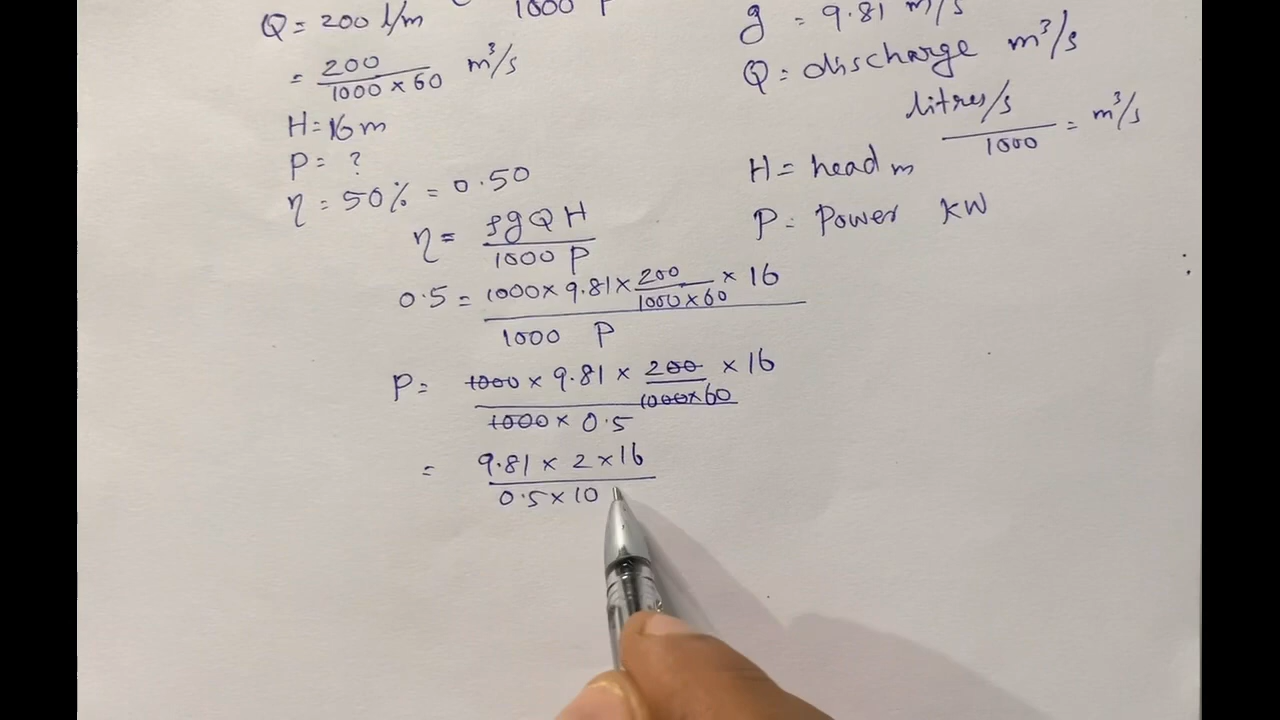 Q = 200 l/m
= 200 / 1000 × 60 m³/s
H = 16 m
P = ?
η = 50% = 0.50
η = ρgQH / 1000 P
0.5 = 1000 × 9.81 × 200 / 1000 × 60 × 16 / 1000 P
P = 1000 × 9.81 × 200 / 1000 × 60 × 16 / 1000 × 0.5
= 9.81 × 2 × 16 / 0.5 × 10
1000 P
g = 9.81 m/s
Q = discharge m³/s
litres/s / 1000 = m³/s
H = head m
P = Power KW